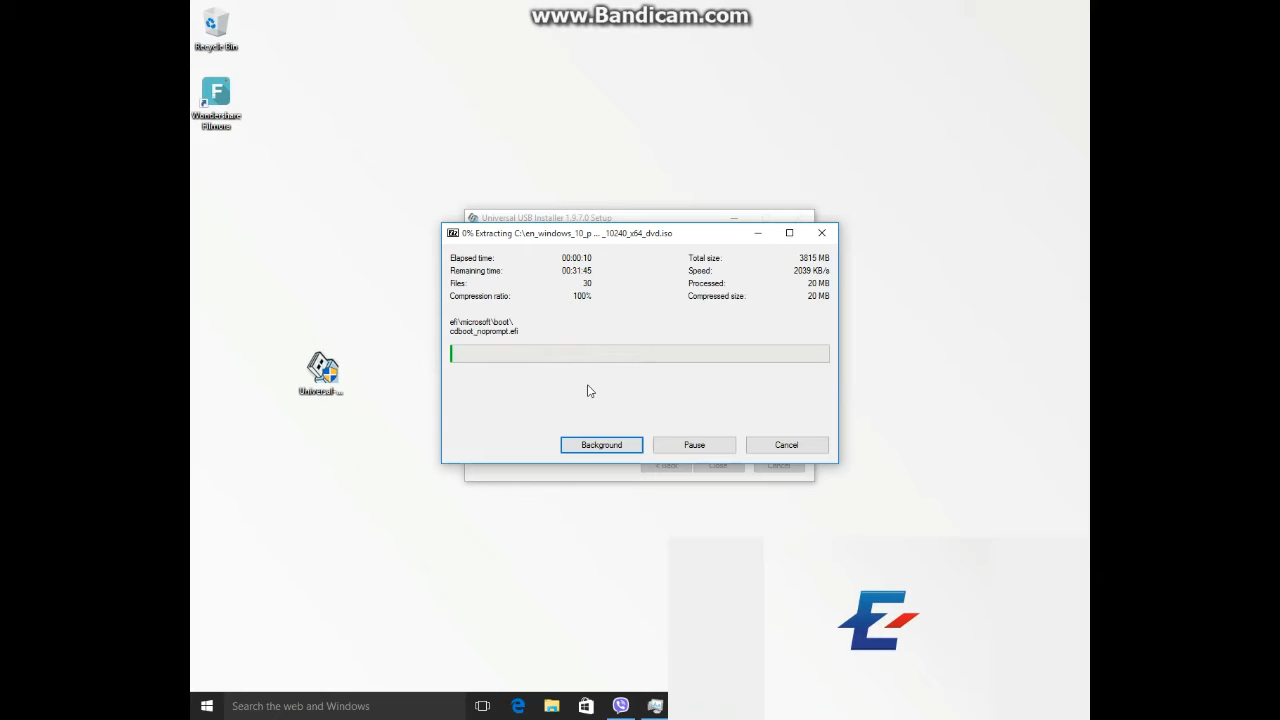 www.Bandicam.com
Recycle Bin
Wondershare
Filmora
Universal USB Installer 1.9.7.0 Setup
0% Extracting C:\en_windows_10_p ... _10240_x64_dvd.iso
Elapsed time: 00:00:10 Total size: 3815 MB
Remaining time: 00:31:45 Speed: 2039 KB/s
Files: 30 Processed: 20 MB
Compression ratio: 100% Compressed size: 20 MB
efi\microsoft\boot\
cdboot_noprompt.efi
Universal-...
Background Pause Cancel
< Back Close Cancel
Search the web and Windows